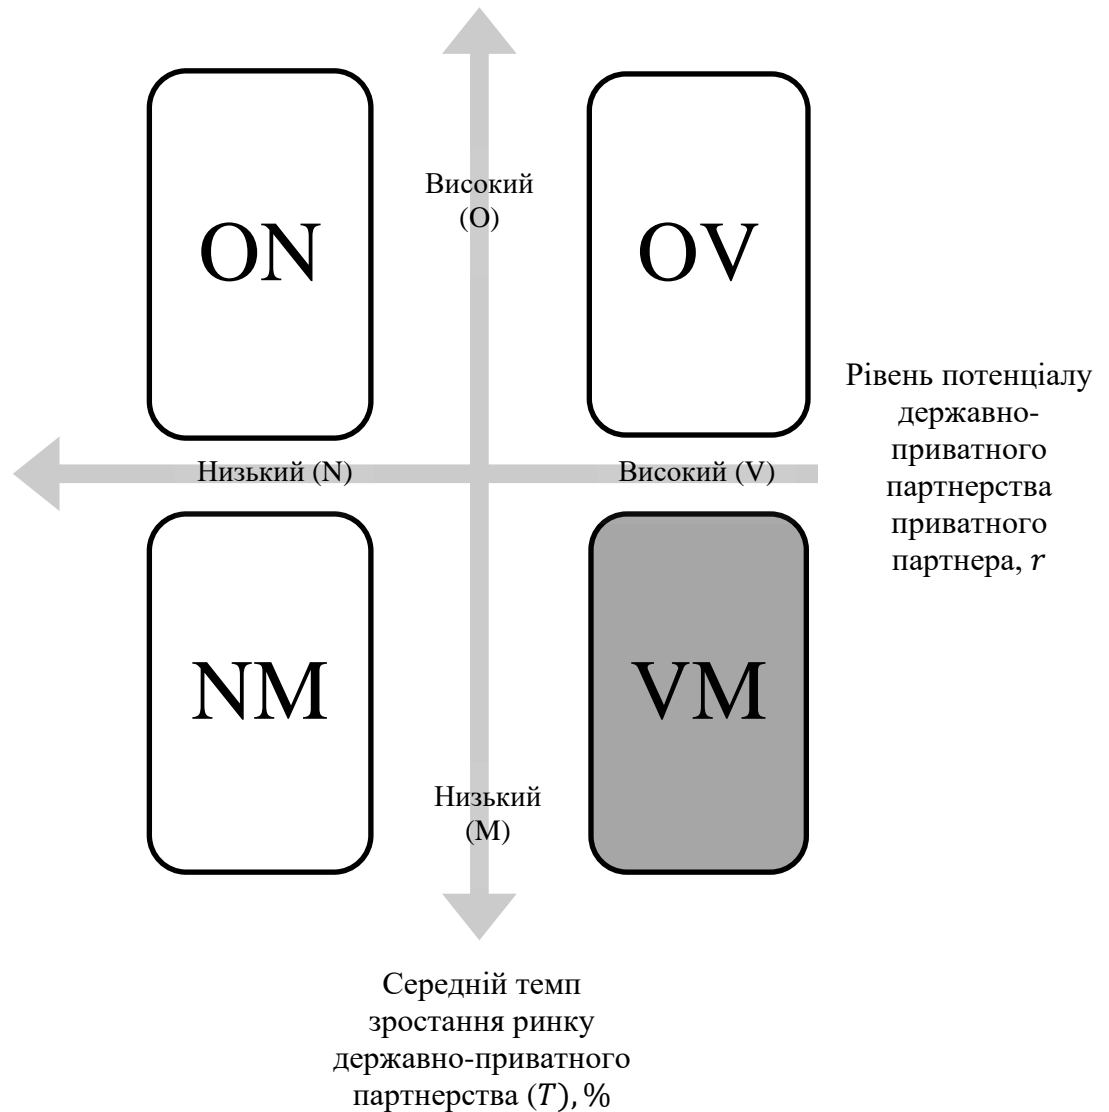 Високий
(O)
ON
OV
Рівень потенціалу
державно-
приватного
партнерства
приватного
партнера, r
Низький (N)
Високий (V)
NM
VM
Низький
(M)
Середній темп
зростання ринку
державно-приватного
партнерства (T), %